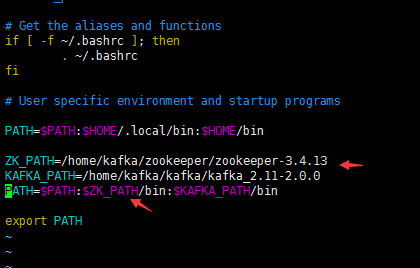 # Get the aliases and functions
if [ -f ~/.bashrc ]; then
. ~/.bashrc
fi
# User specific environment and startup programs
PATH=$PATH:$HOME/.local/bin:$HOME/bin
ZK_PATH=/home/kafka/zookeeper/zookeeper-3.4.13
KAFKA_PATH=/home/kafka/kafka/kafka_2.11-2.0.0
PATH=$PATH:$ZK_PATH/bin:$KAFKA_PATH/bin
export PATH
~
~
~